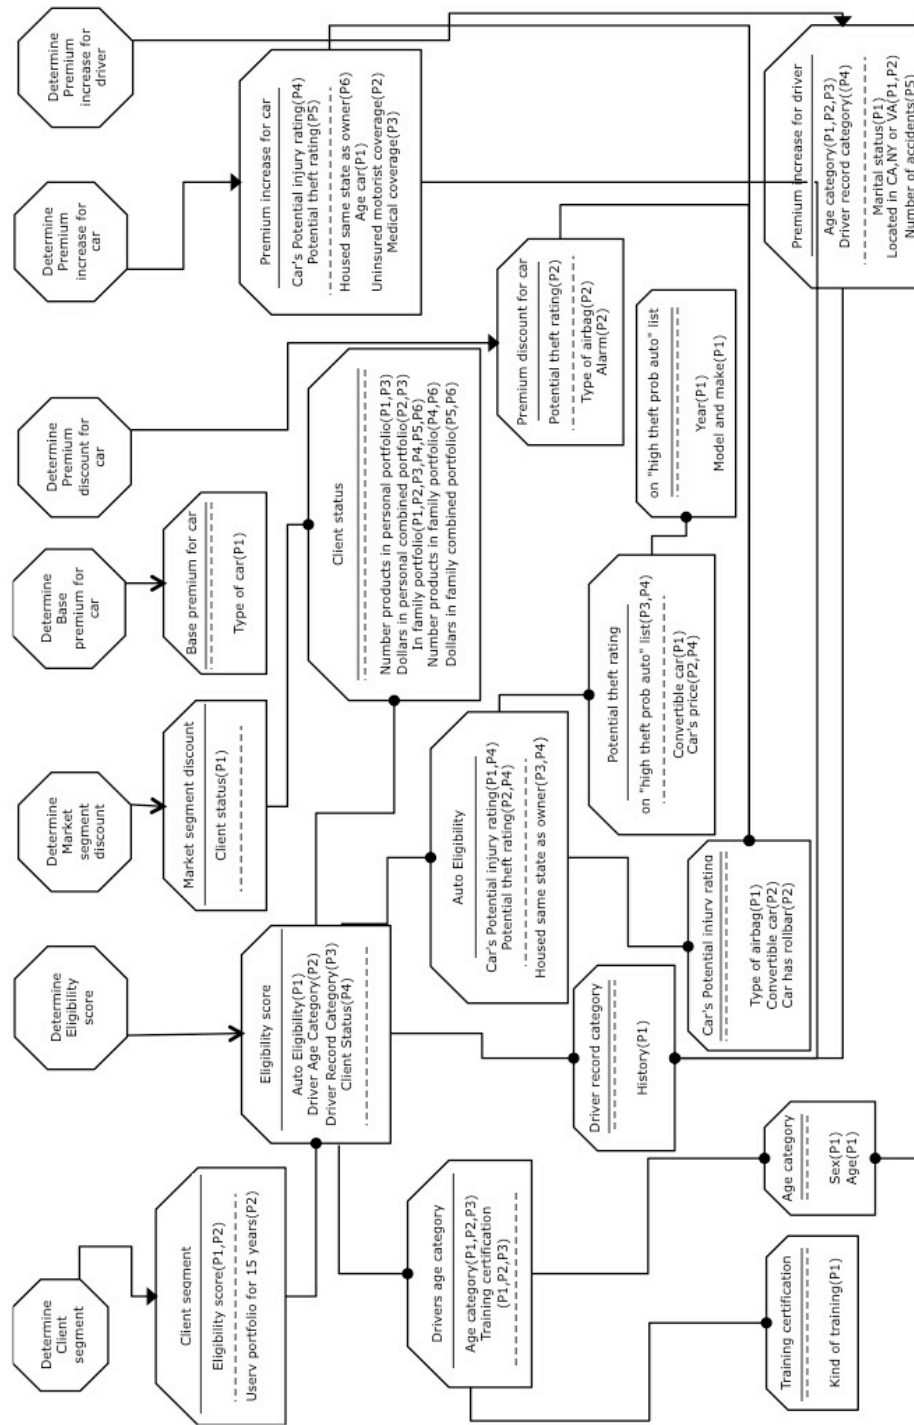 Determine
Client
segment
Determine
Eligibility
score
Determine
Market
segment
discount
Determine
Base
premium for
car
Determine
Premium
discount for
car
Determine
Premium
increase for
car
Determine
Premium
increase for
driver
Client segment
Eligibility score(P1,P2)
Userv portfolio for 15 years(P2)
Eligibility score
Auto Eligibility(P1)
Driver Age Category(P2)
Driver Record Category(P3)
Client Status(P4)
Market segment discount
Client status(P1)
Base premium for car
Type of car(P1)
Premium increase for car
Car's Potential injury rating(P4)
Potential theft rating(P5)
Housed same state as owner(P6)
Age car(P1)
Uninsured motorist coverage(P2)
Medical coverage(P3)
Client status
Number products in personal portfolio(P1,P3)
Dollars in personal combined portfolio(P2,P3)
In family portfolio(P1,P2,P3,P4,P5,P6)
Number products in family portfolio(P4,P6)
Dollars in family combined portfolio(P5,P6)
Drivers age category
Age category(P1,P2,P3)
Training certification
(P1,P2,P3)
Auto Eligibility
Car's Potential injury rating(P1,P4)
Potential theft rating(P2,P4)
Housed same state as owner(P3,P4)
Premium discount for car
Potential theft rating(P2)
Type of airbag(P2)
Alarm(P2)
Driver record category
History(P1)
Potential theft rating
on "high theft prob auto" list(P3,P4)
Convertible car(P1)
Car's price(P2,P4)
on "high theft prob auto" list
Year(P1)
Model and make(P1)
Car's Potential injury rating
Type of airbag(P1)
Convertible car(P2)
Car has rollbar(P2)
Training certification
Kind of training(P1)
Age category
Sex(P1)
Age(P1)
Premium increase for driver
Age category(P1,P2,P3)
Driver record category((P4)
Marital status(P1)
Located in CA,NY or VA(P1,P2)
Number of accidents(P5)